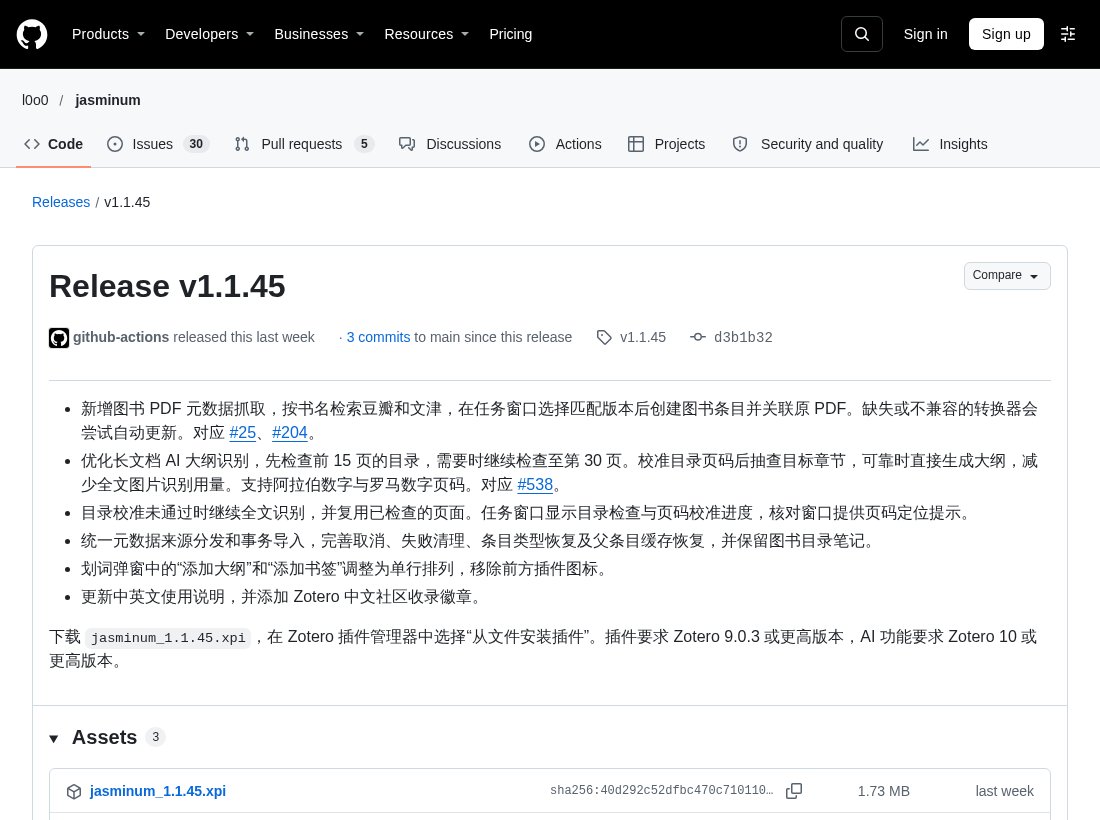 Products Developers Businesses Resources Pricing Sign in Sign up
l0o0 / jasminum
Code Issues 30 Pull requests 5 Discussions Actions Projects Security and quality Insights
Releases / v1.1.45
Release v1.1.45
Compare
github-actions released this last week · 3 commits to main since this release v1.1.45 d3b1b32
新增图书 PDF 元数据抓取，按书名检索豆瓣和文津，在任务窗口选择匹配版本后创建图书条目并关联原 PDF。缺失或不兼容的转换器会
尝试自动更新。对应 #25、#204。
优化长文档 AI 大纲识别，先检查前 15 页的目录，需要时继续检查至第 30 页。校准目录页码后抽查目标章节，可靠时直接生成大纲，减
少全文图片识别用量。支持阿拉伯数字与罗马数字页码。对应 #538。
目录校准未通过时继续全文识别，并复用已检查的页面。任务窗口显示目录检查与页码校准进度，核对窗口提供页码定位提示。
统一元数据来源分发和事务导入，完善取消、失败清理、条目类型恢复及父条目缓存恢复，并保留图书目录笔记。
划词弹窗中的“添加大纲”和“添加书签”调整为单行排列，移除前方插件图标。
更新中英文使用说明，并添加 Zotero 中文社区收录徽章。
下载 jasminum_1.1.45.xpi，在 Zotero 插件管理器中选择“从文件安装插件”。插件要求 Zotero 9.0.3 或更高版本，AI 功能要求 Zotero 10 或
更高版本。
Assets 3
jasminum_1.1.45.xpi sha256:40d292c52dfbc470c710110… 1.73 MB last week